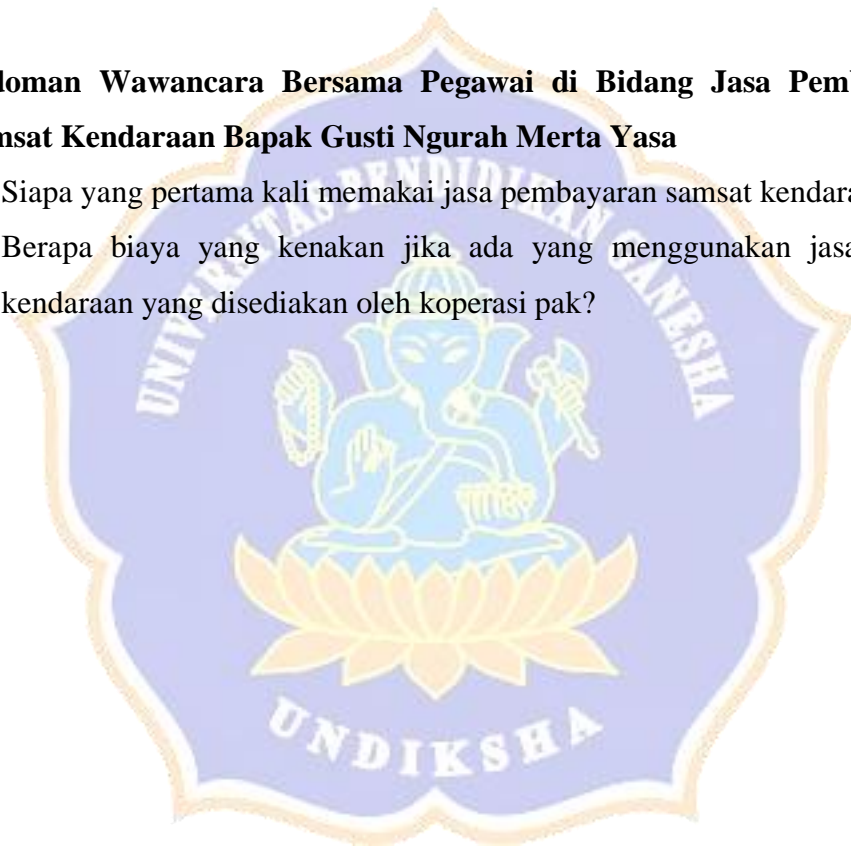 doman Wawancara Bersama Pegawai di Bidang Jasa Pem
msat Kendaraan Bapak Gusti Ngurah Merta Yasa
Siapa yang pertama kali memakai jasa pembayaran samsat kendara
Berapa biaya yang kenakan jika ada yang menggunakan jasa
kendaraan yang disediakan oleh koperasi pak?
UNIVERSITAS PENDIDIKAN GANESHA
UNDIKSHA